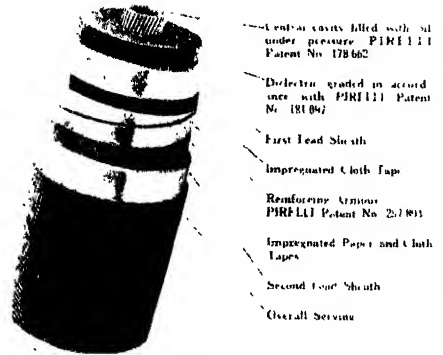 Central cavity filled with oil
under pressure PIRELLI
Patent No. 178,662
Dielectric graded in accord
ance with PIRELLI Patent
No
First Lead Sheath
Impregnated Cloth Tape
Reinforcing Armour
PIRELLI Patent No.
Impregnated Paper and Cloth
Tapes
Second Lead Sheath
Overall Serving